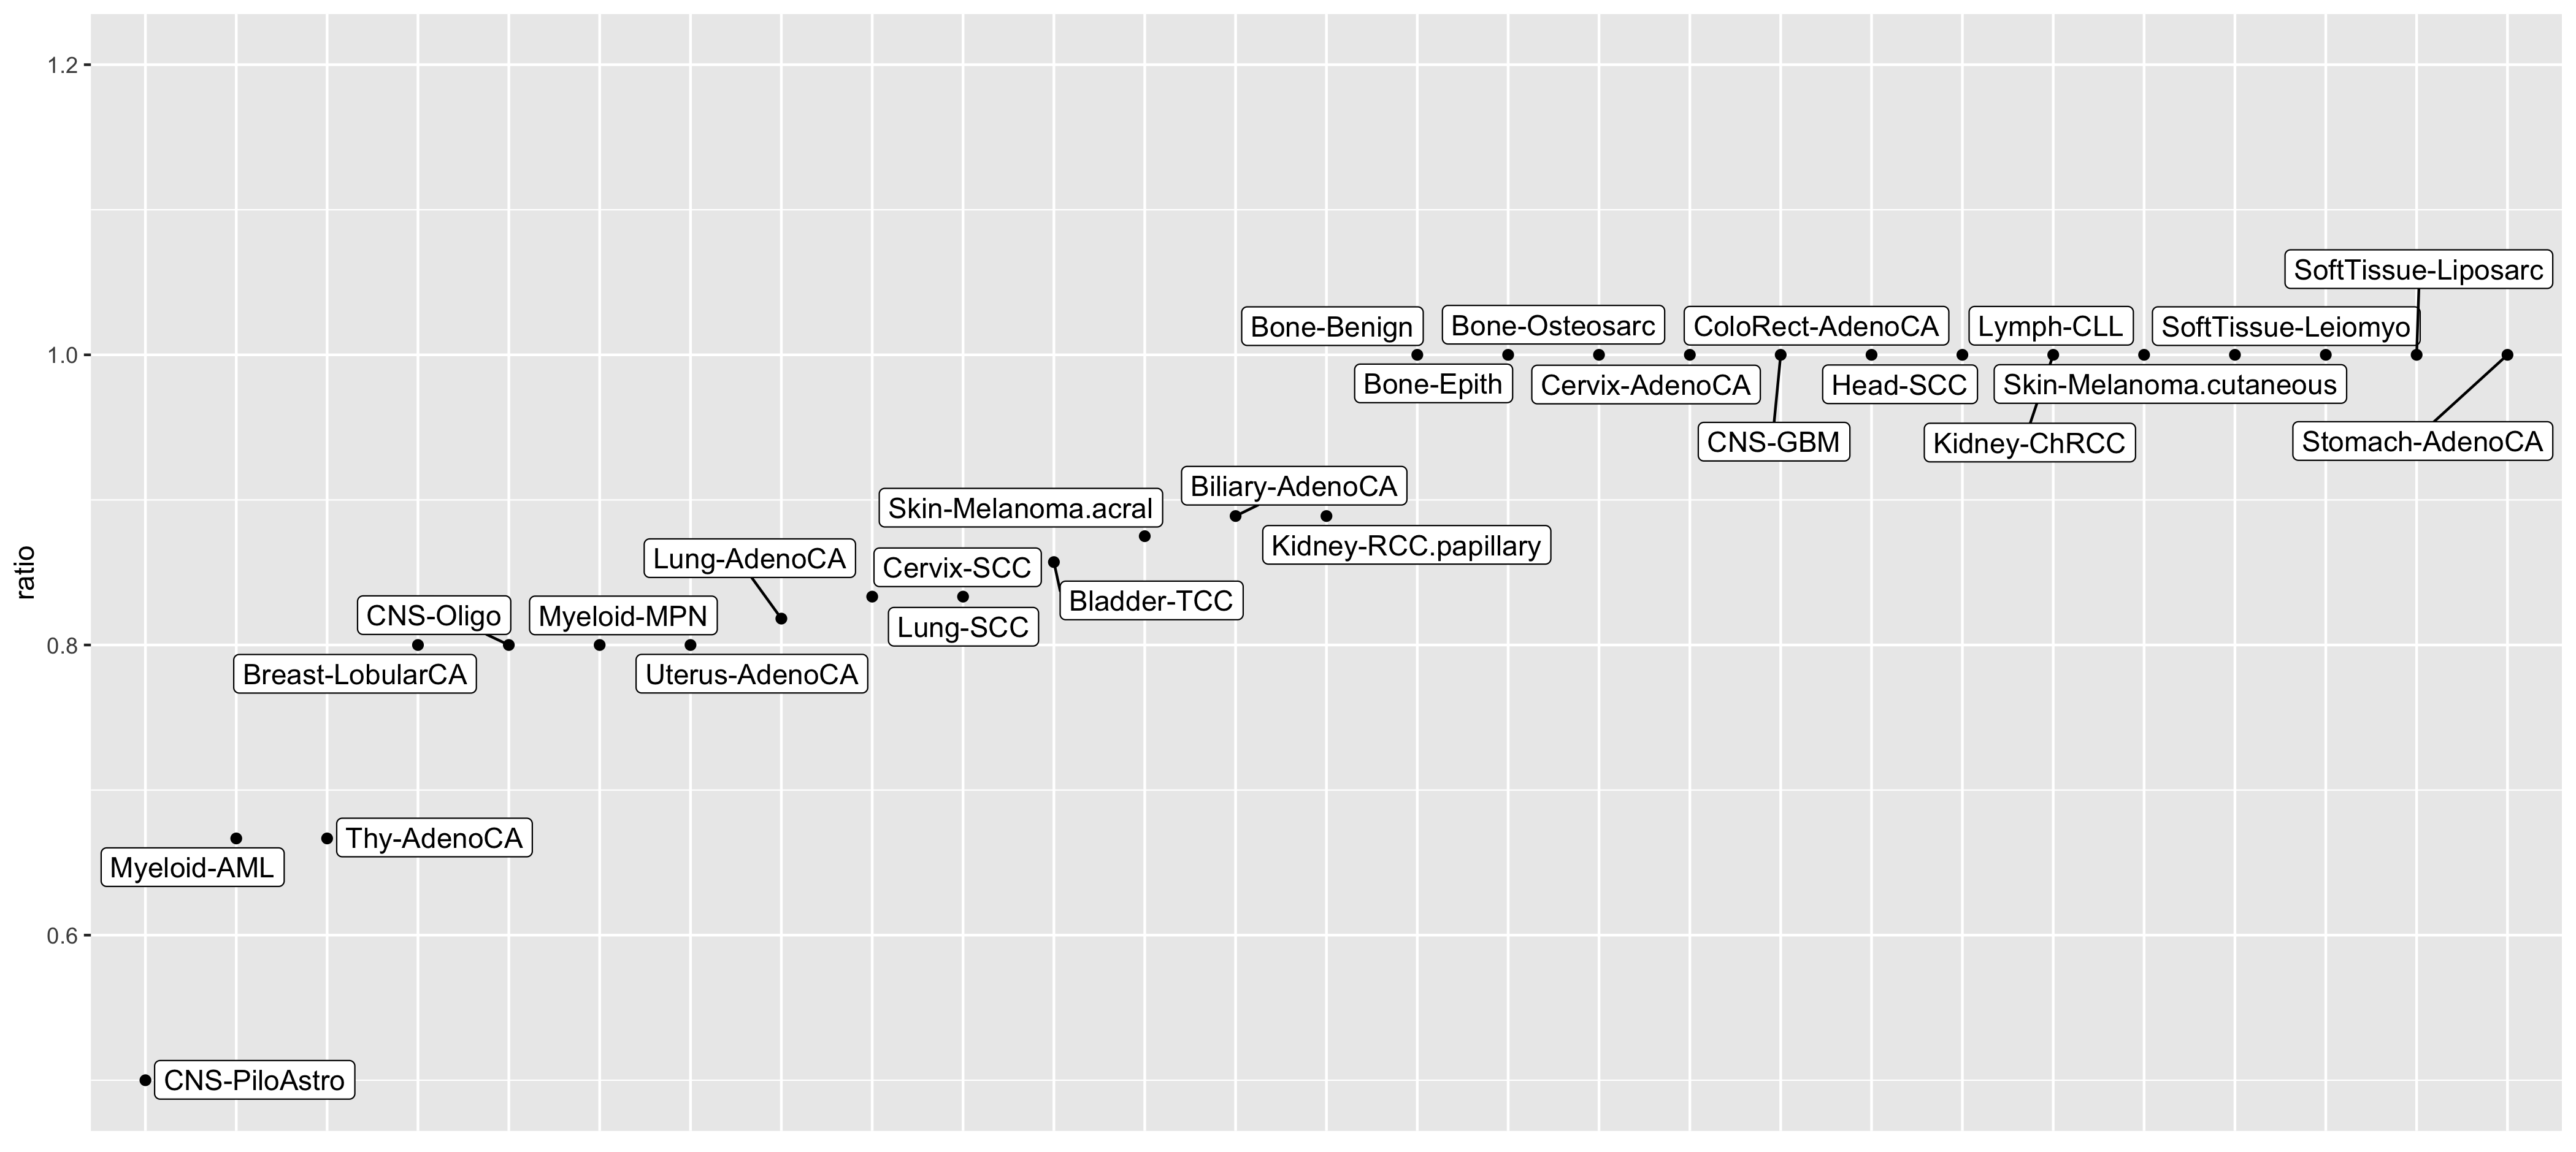 1.2
SoftTissue-Liposarc
Bone-Benign
Bone-Osteosarc
ColoRect-AdenoCA
Lymph-CLL
SoftTissue-Leiomyo
1.0
Bone-Epith
Cervix-AdenoCA
Head-SCC
Skin-Melanoma.cutaneous
CNS-GBM
Kidney-ChRCC
Stomach-AdenoCA
Biliary-AdenoCA
Skin-Melanoma.acral
Kidney-RCC.papillary
Lung-AdenoCA
Cervix-SCC
ratio
Bladder-TCC
CNS-Oligo
Myeloid-MPN
Lung-SCC
0.8
Breast-LobularCA
Uterus-AdenoCA
Thy-AdenoCA
Myeloid-AML
0.6
CNS-PiloAstro